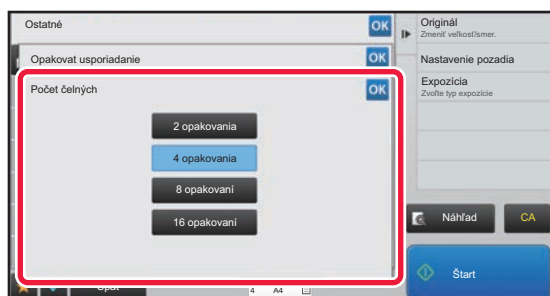 Ostatné
OK
Opakovat usporiadanie
OK
Počet čelných
OK
2 opakovania
4 opakovania
8 opakovaní
16 opakovaní
4 A4
Originál
Zmeniť veľkosť/smer.
Nastavenie pozadia
Expozícia
Zvoľte typ expozície
Náhľad
CA
Štart